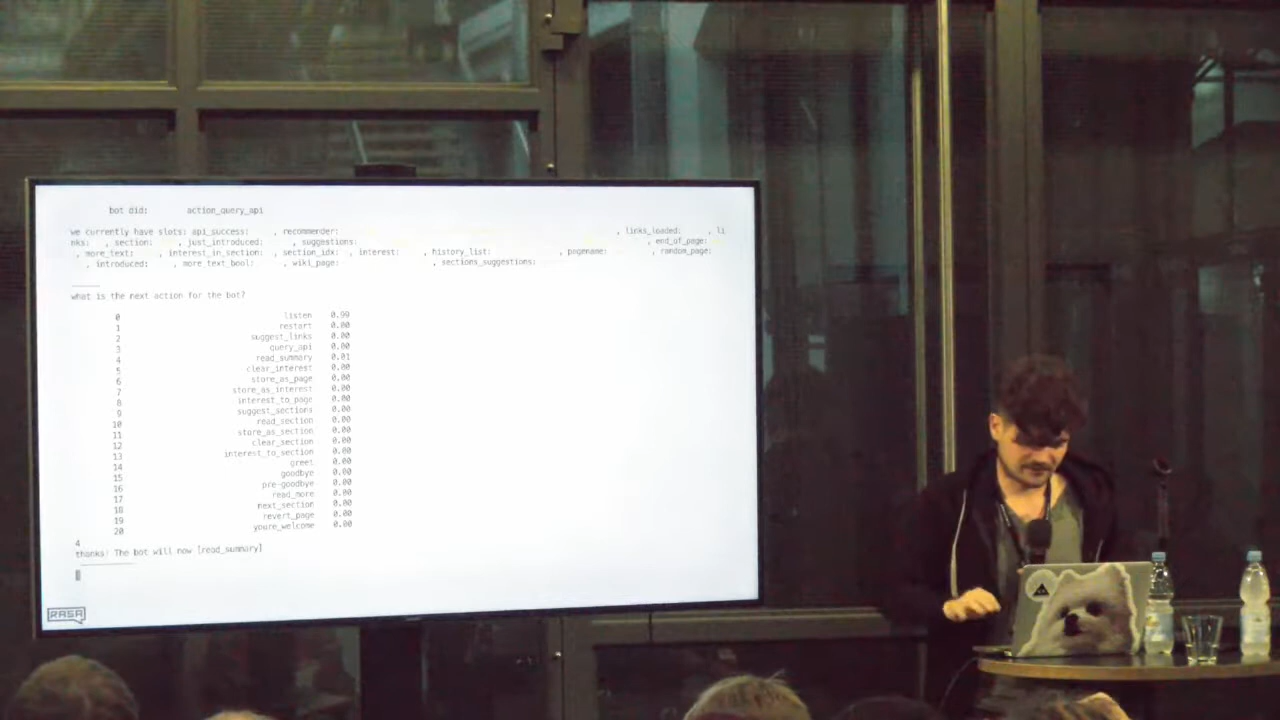 bot did: action_query_api
we currently have slots: api_success: , recommender: , links_loaded: , li
nks: , section: , just_introduced: , suggestions: , end_of_page:
, more_text: , interest_in_section: , section_idx: , interest: , history_list: , pagename: , random_page:
, introduced: , more_text_bool: , wiki_page: , sections_suggestions:
what is the next action for the bot?
0 listen 0.99
1 restart 0.00
2 suggest_links 0.00
3 query_api 0.00
4 read_summary 0.01
5 clear_interest 0.00
6 store_as_page 0.00
7 store_as_interest 0.00
8 interest_to_page 0.00
9 suggest_sections 0.00
10 read_section 0.00
11 store_as_section 0.00
12 clear_section 0.00
13 interest_to_section 0.00
14 greet 0.00
15 goodbye 0.00
16 pre-goodbye 0.00
17 read_more 0.00
18 next_section 0.00
19 revert_page 0.00
20 youre_welcome 0.00
4
thanks! The bot will now [read_summary]
RASA